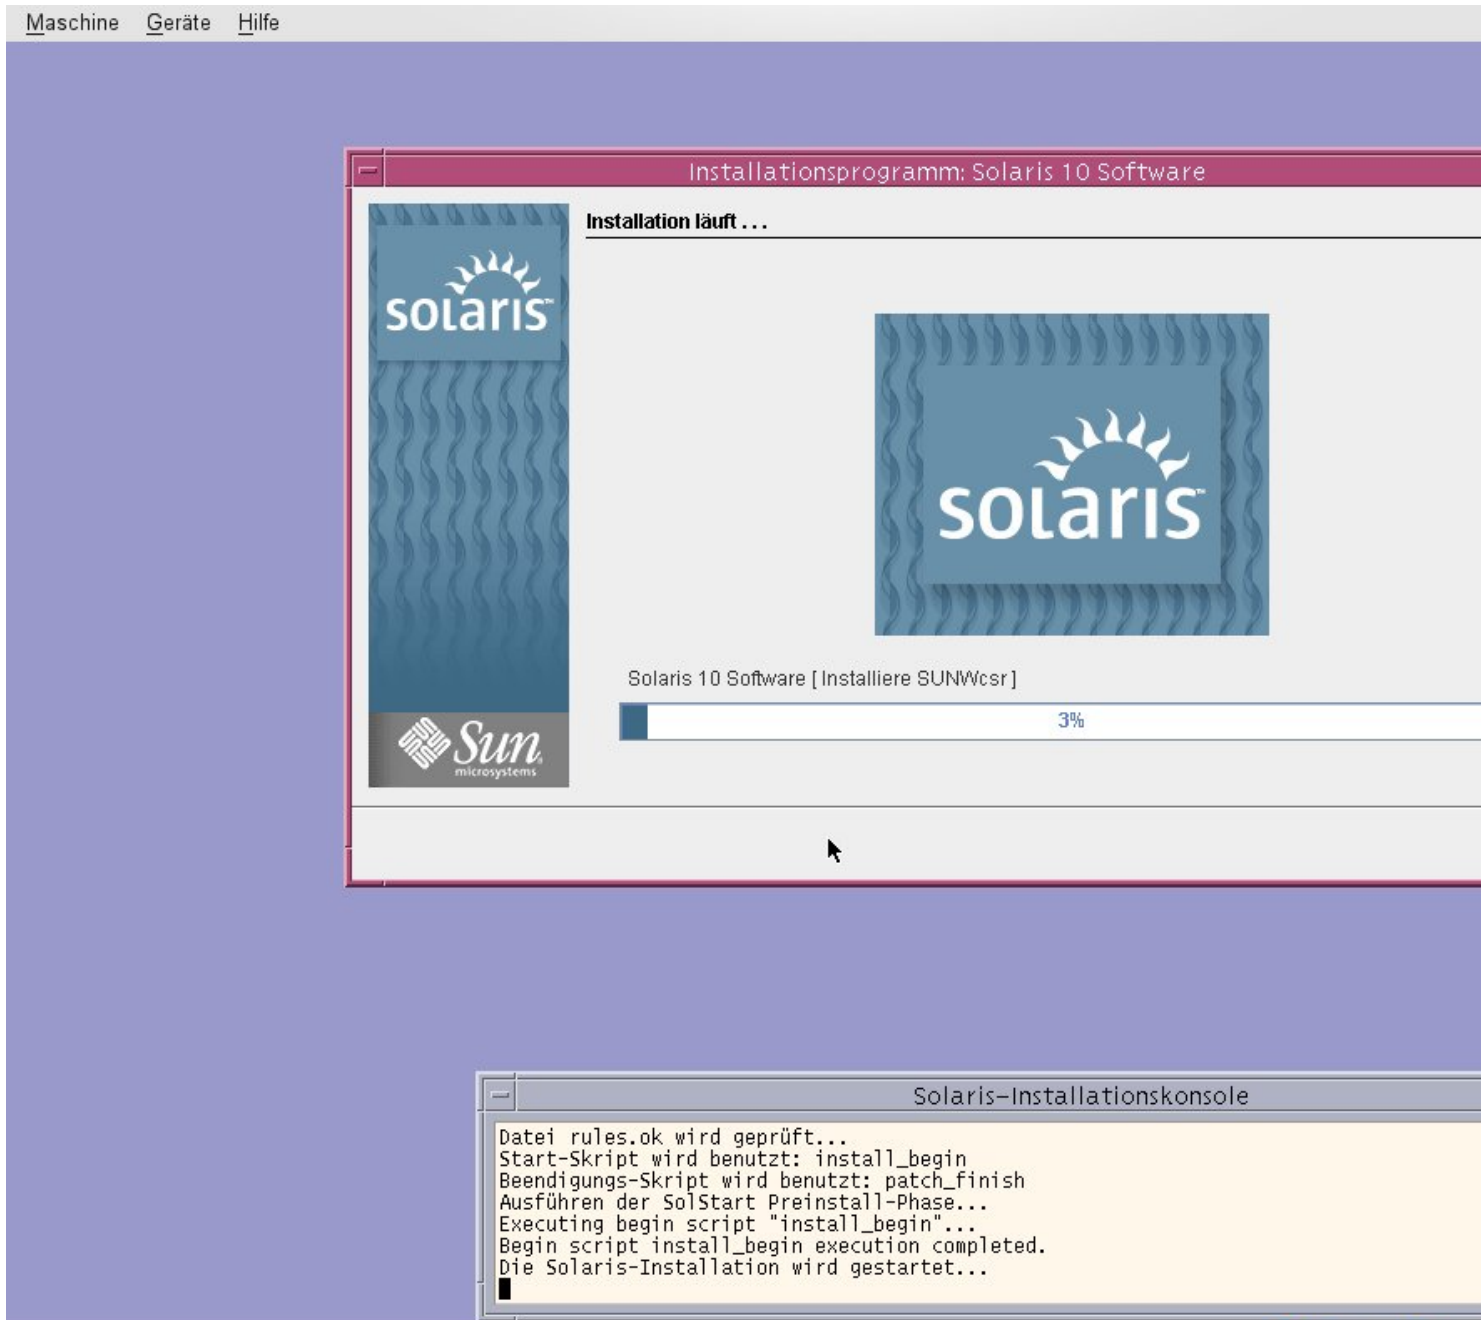 Maschine Geräte Hilfe
Installationsprogramm: Solaris 10 Software
Installation läuft . . .
solaris™
solaris™
Solaris 10 Software [ Installiere SUNWcsr ]
3%
Sun
microsystems
Solaris-Installationskonsole
Datei rules.ok wird geprüft...
Start-Skript wird benutzt: install_begin
Beendigungs-Skript wird benutzt: patch_finish
Ausführen der SolStart Preinstall-Phase...
Executing begin script "install_begin"...
Begin script install_begin execution completed.
Die Solaris-Installation wird gestartet...